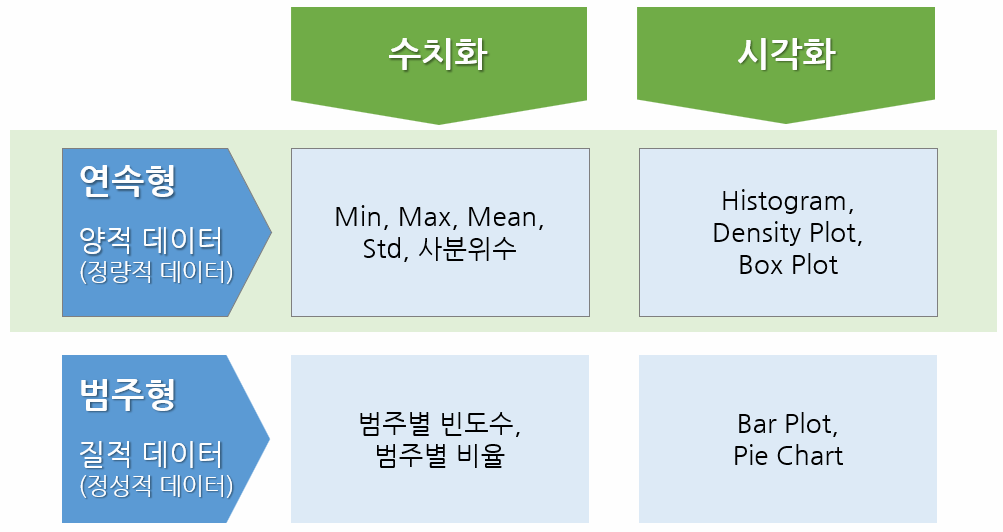 수치화
시각화
연속형
양적 데이터
(정량적 데이터)
Min, Max, Mean,
Std, 사분위수
Histogram,
Density Plot,
Box Plot
범주형
질적 데이터
(정성적 데이터)
범주별 빈도수,
범주별 비율
Bar Plot,
Pie Chart